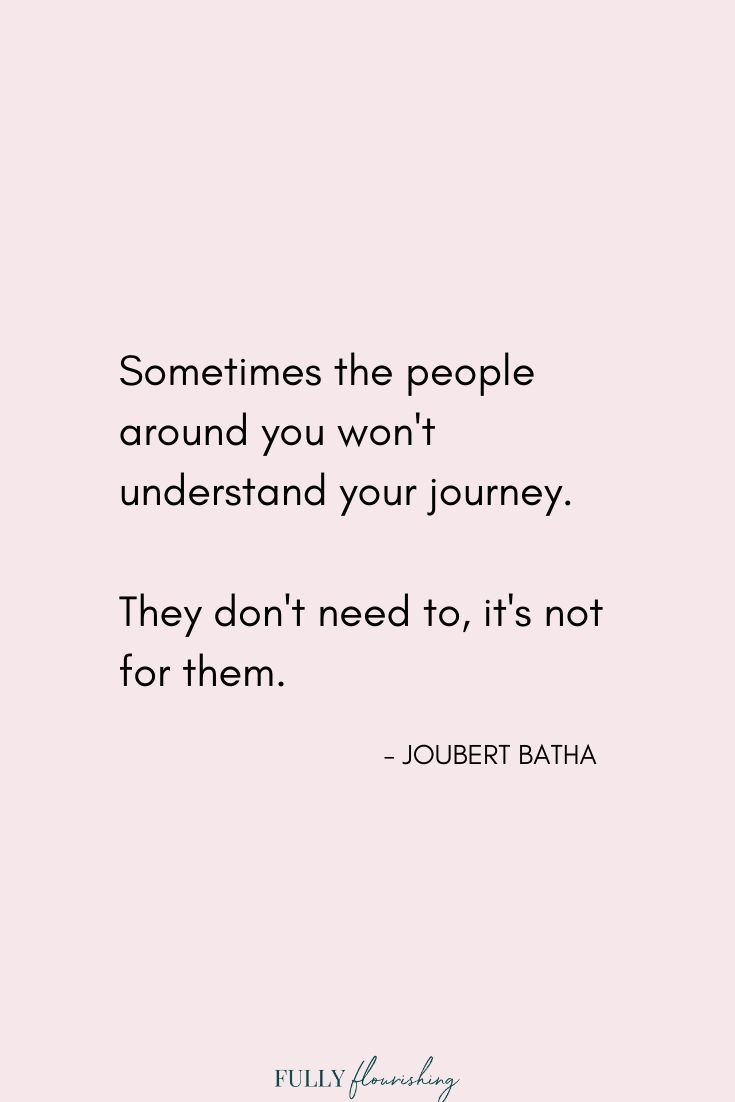 Sometimes the people
around you won't
understand your journey.
They don't need to, it's not
for them.
– JOUBERT BATHA
FULLY flourishing